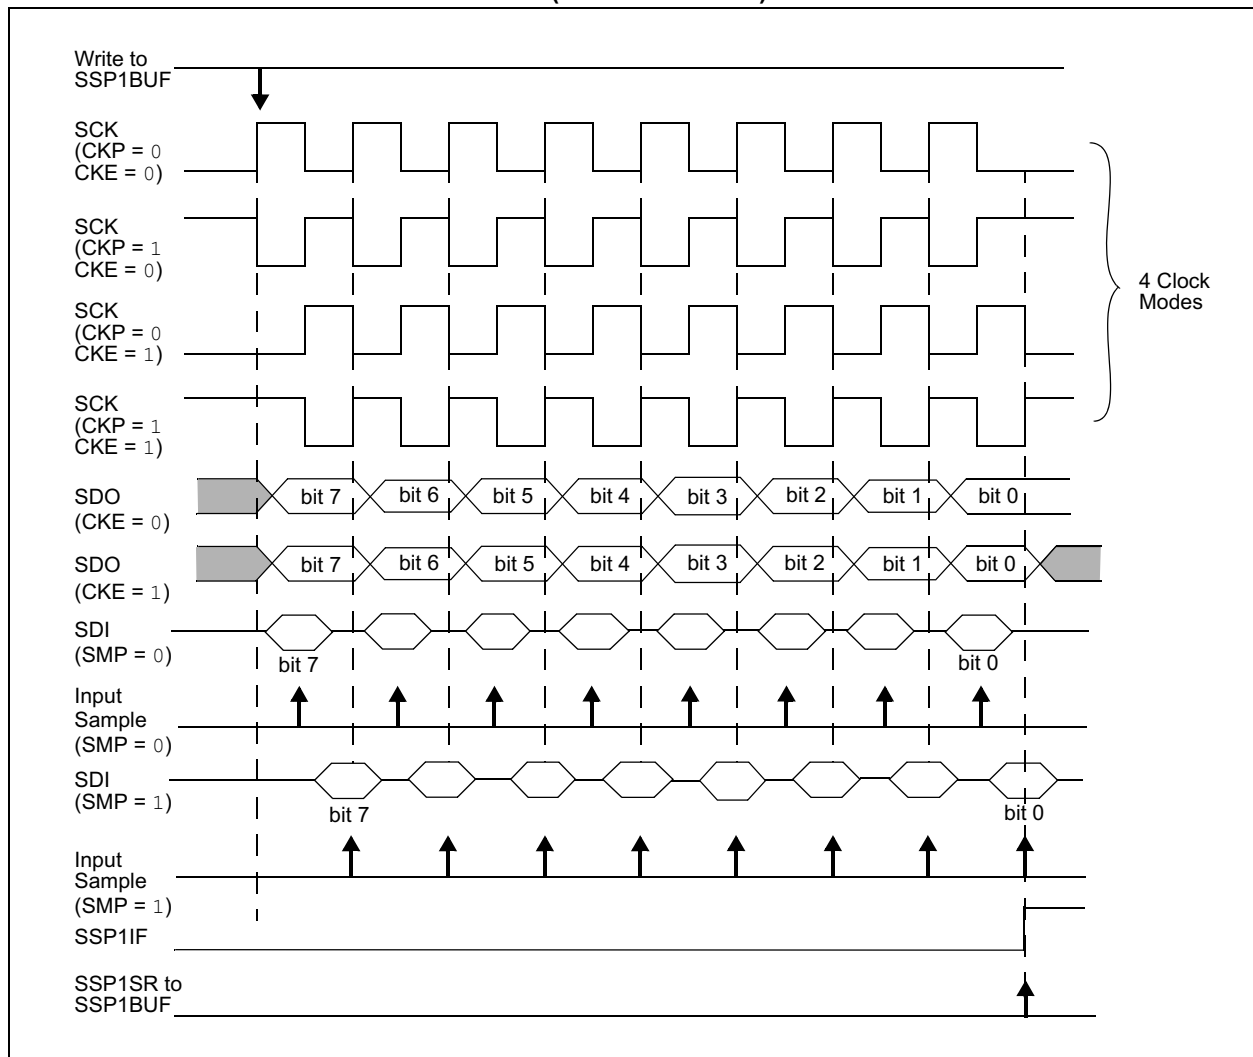 Write to
SSP1BUF
SCK
(CKP = 0
CKE = 0)
SCK
(CKP = 1
CKE = 0)
4 Clock
Modes
SCK
(CKP = 0
CKE = 1)
SCK
(CKP = 1
CKE = 1)
SDO
(CKE = 0)
bit 7 bit 6 bit 5 bit 4 bit 3 bit 2 bit 1 bit 0
SDO
(CKE = 1)
bit 7 bit 6 bit 5 bit 4 bit 3 bit 2 bit 1 bit 0
SDI
(SMP = 0)
bit 7 bit 0
Input
Sample
(SMP = 0)
SDI
(SMP = 1)
bit 7 bit 0
Input
Sample
(SMP = 1)
SSP1IF
SSP1SR to
SSP1BUF